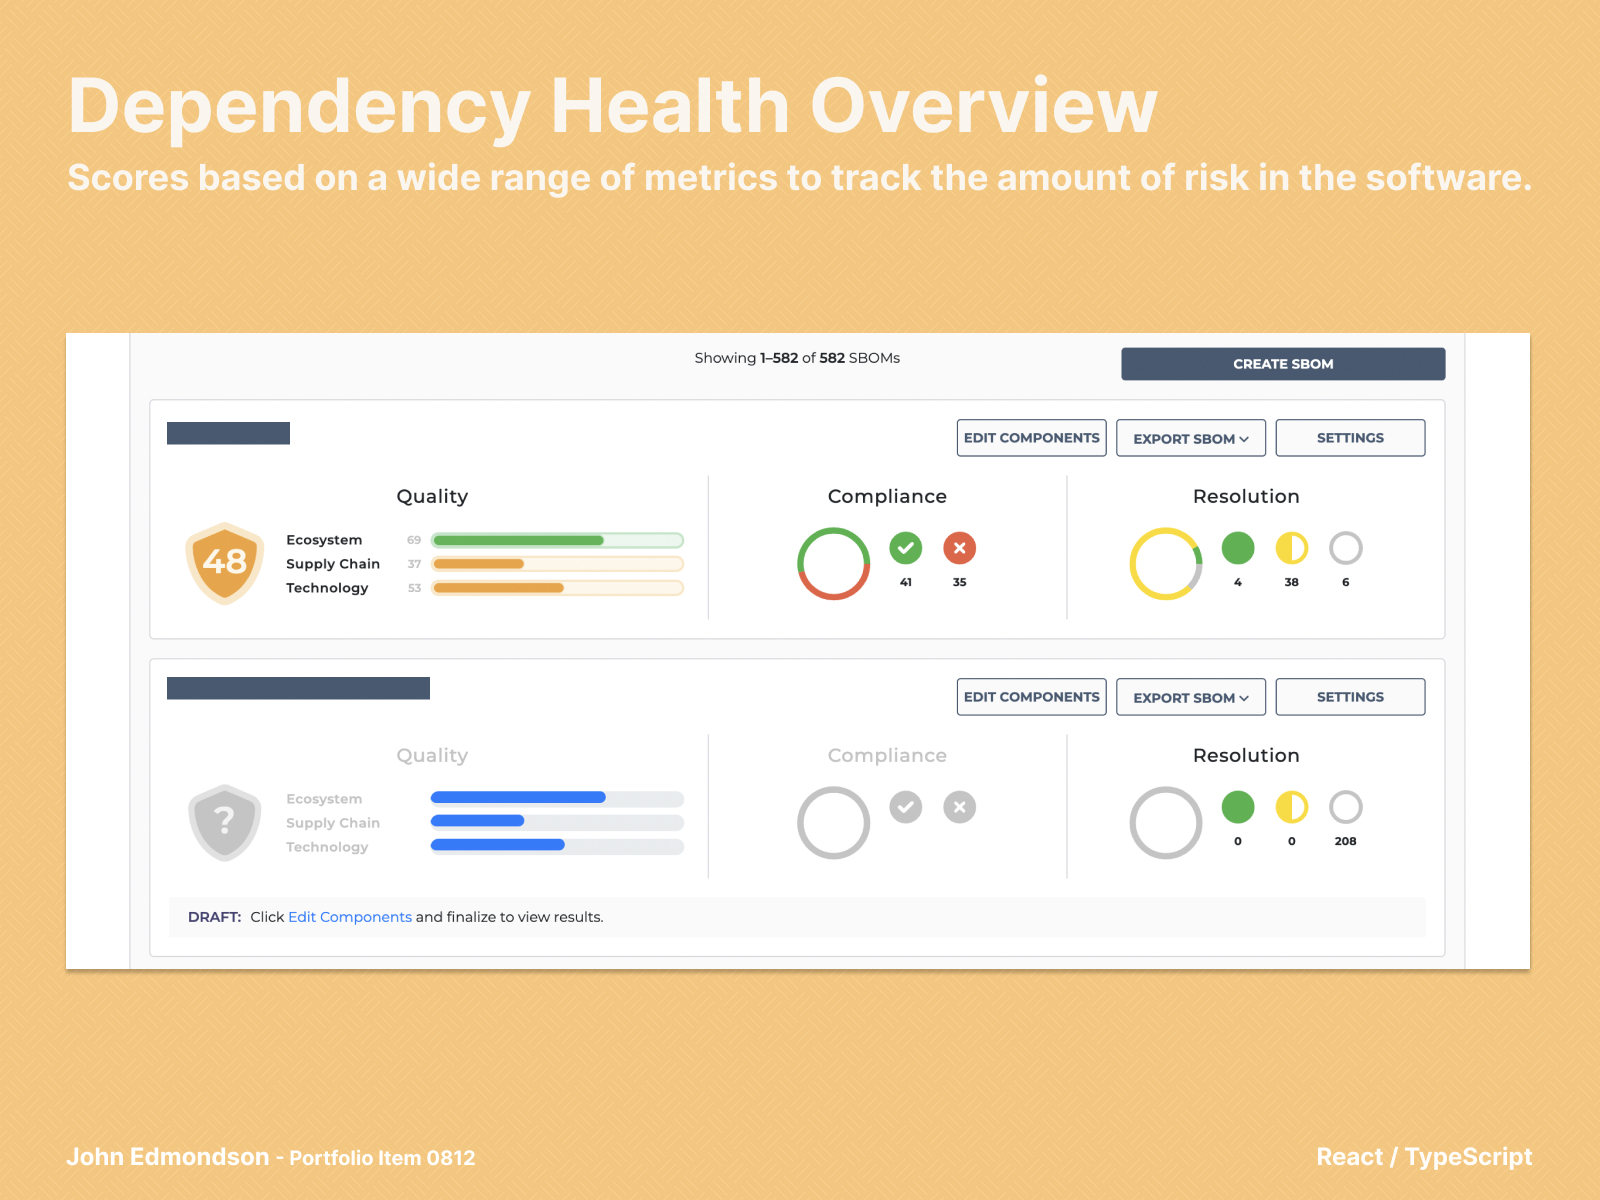 Dependency Health Overview
Scores based on a wide range of metrics to track the amount of risk in the software.
Showing 1–582 of 582 SBOMs
CREATE SBOM
EDIT COMPONENTS
EXPORT SBOM
SETTINGS
Quality
Compliance
Resolution
48
Ecosystem 69
Supply Chain 37
Technology 53
41
35
4
38
6
EDIT COMPONENTS
EXPORT SBOM
SETTINGS
Quality
Compliance
Resolution
?
Ecosystem
Supply Chain
Technology
0
0
208
DRAFT: Click Edit Components and finalize to view results.
John Edmondson - Portfolio Item 0812
React / TypeScript